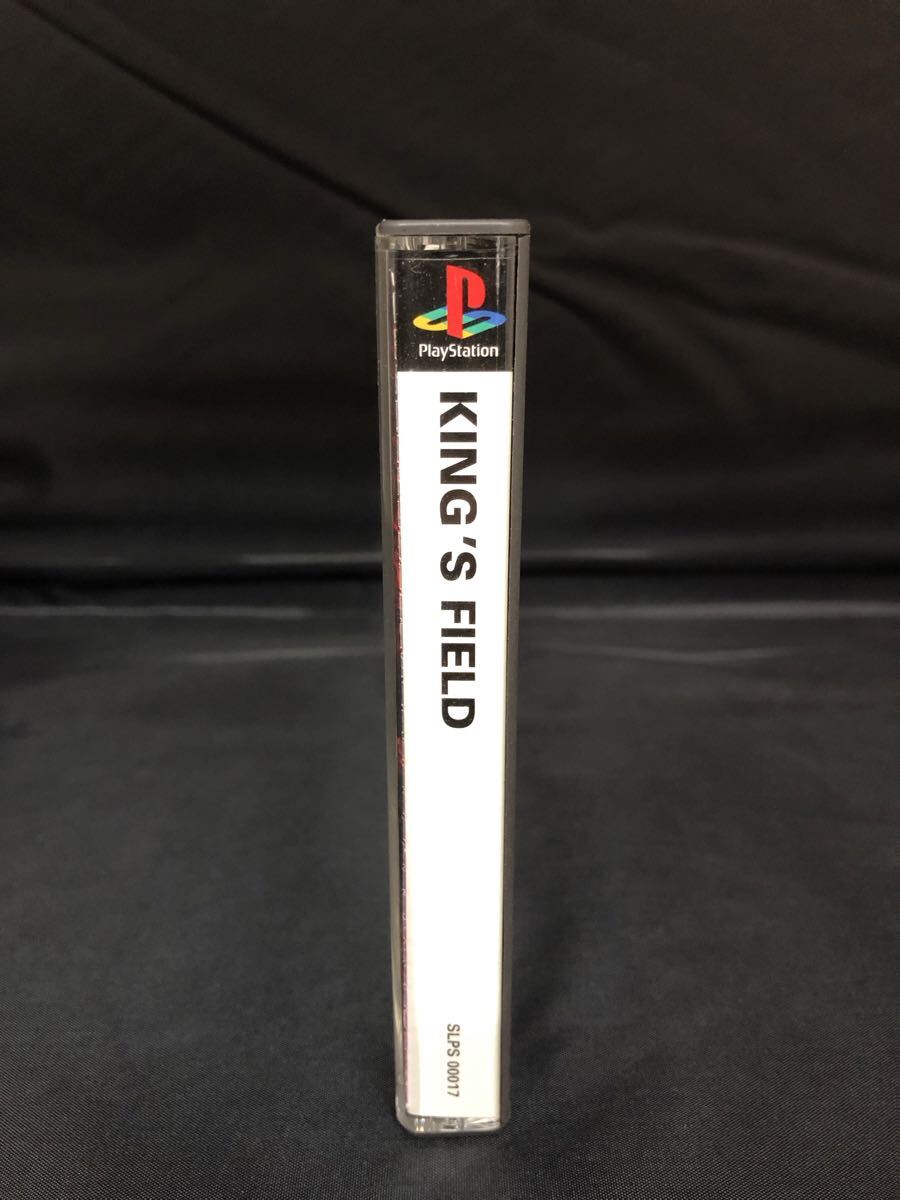 PlayStation
KING'S FIELD
SLPS 00017